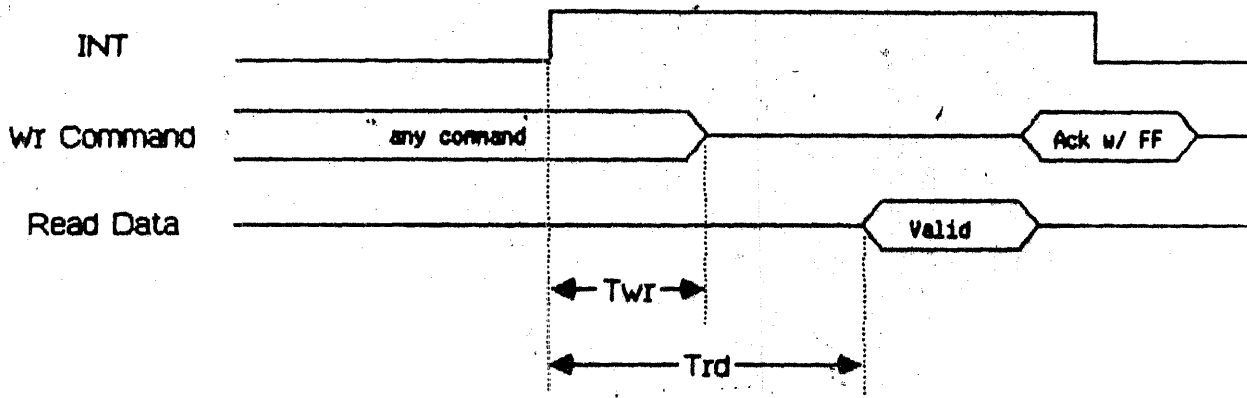 INT
Wr Command
any command
Ack w/ FF
Read Data
Valid
Twr
Trd